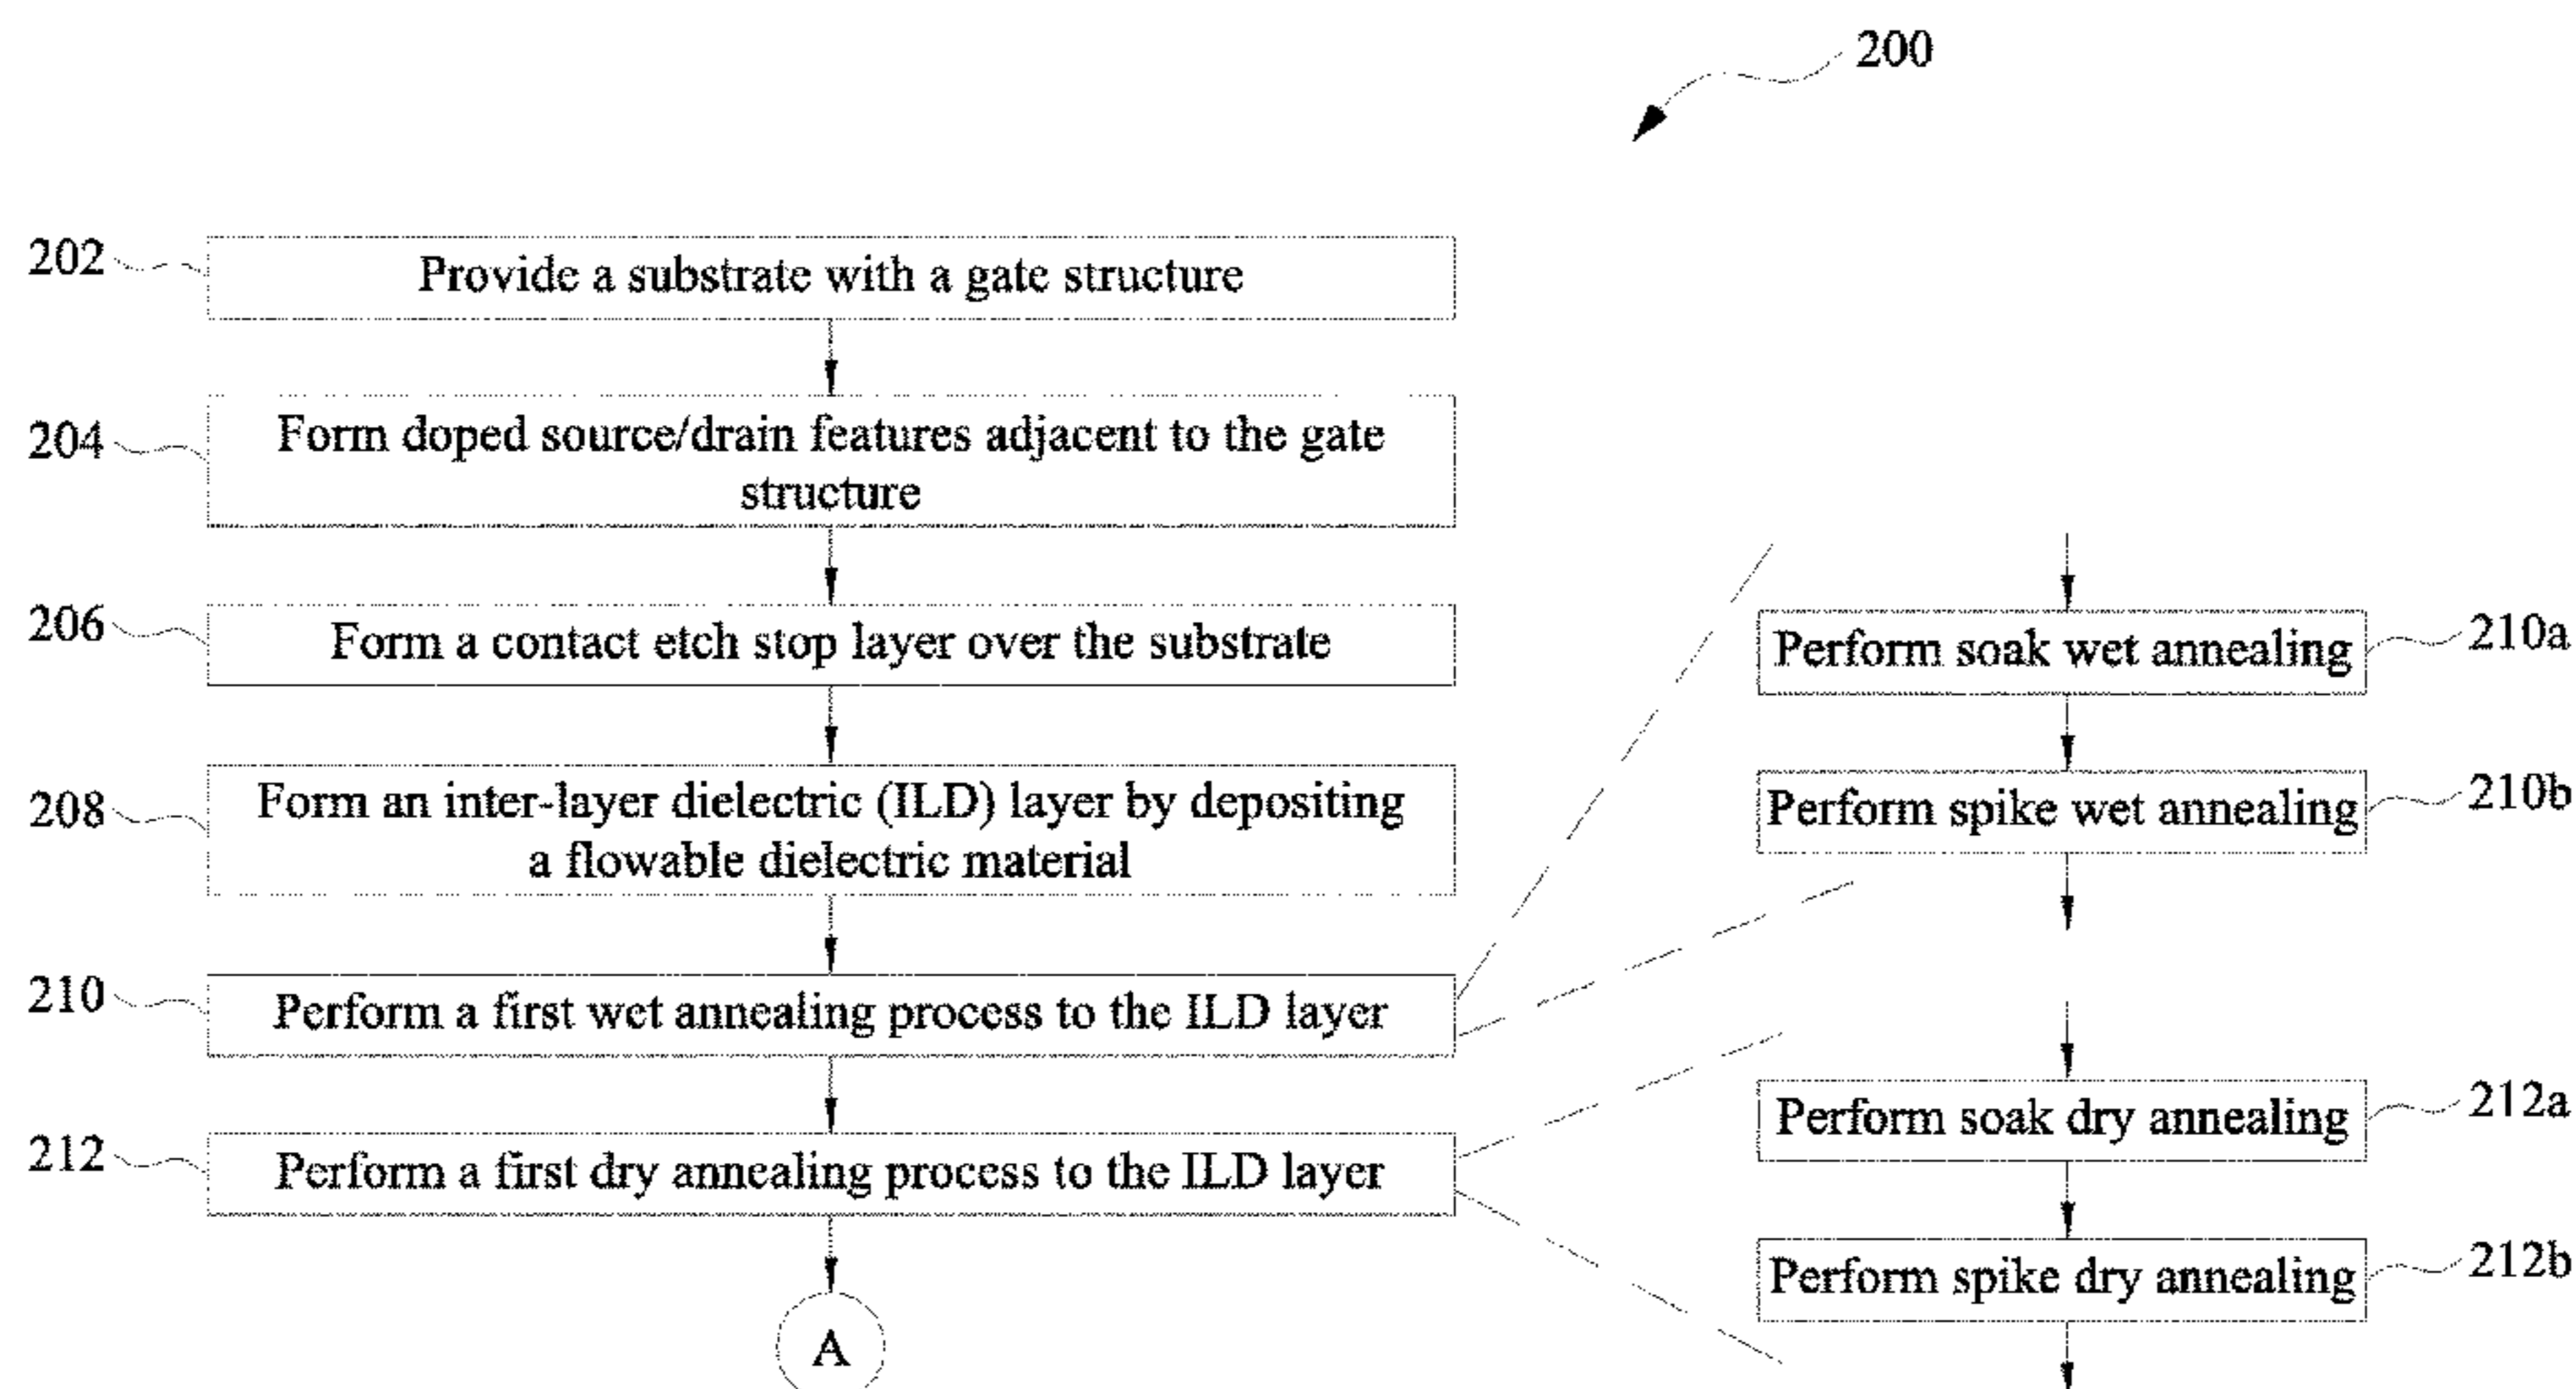 200
202
Provide a substrate with a gate structure
204
Form doped source/drain features adjacent to the gate
structure
206
Form a contact etch stop layer over the substrate
208
Form an inter-layer dielectric (ILD) layer by depositing
a flowable dielectric material
210
Perform a first wet annealing process to the ILD layer
212
Perform a first dry annealing process to the ILD layer
A
Perform soak wet annealing
210a
Perform spike wet annealing
210b
Perform soak dry annealing
212a
Perform spike dry annealing
212b